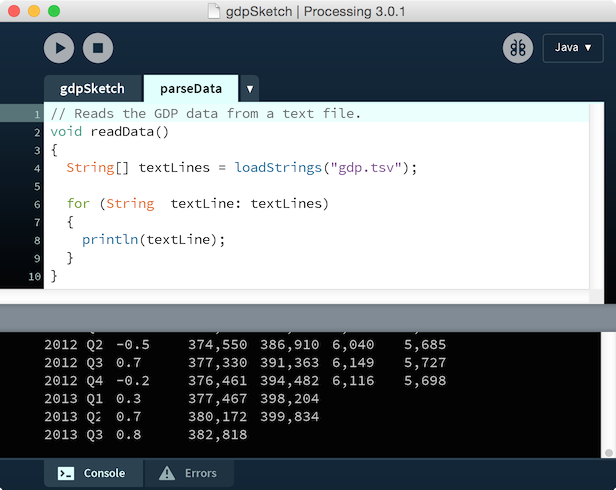 gdpSketch | Processing 3.0.1
Java ▼
gdpSketch parseData ▼
1 // Reads the GDP data from a text file.
2 void readData()
3 {
4 String[] textLines = loadStrings("gdp.tsv");
5
6 for (String  textLine: textLines)
7 {
8 println(textLine);
9 }
10 }
2012 Q2 -0.5 374,550 386,910 6,040 5,685
2012 Q3 0.7 377,330 391,363 6,149 5,727
2012 Q4 -0.2 376,461 394,482 6,116 5,698
2013 Q1 0.3 377,467 398,204
2013 Q2 0.7 380,172 399,834
2013 Q3 0.8 382,818
Console Errors